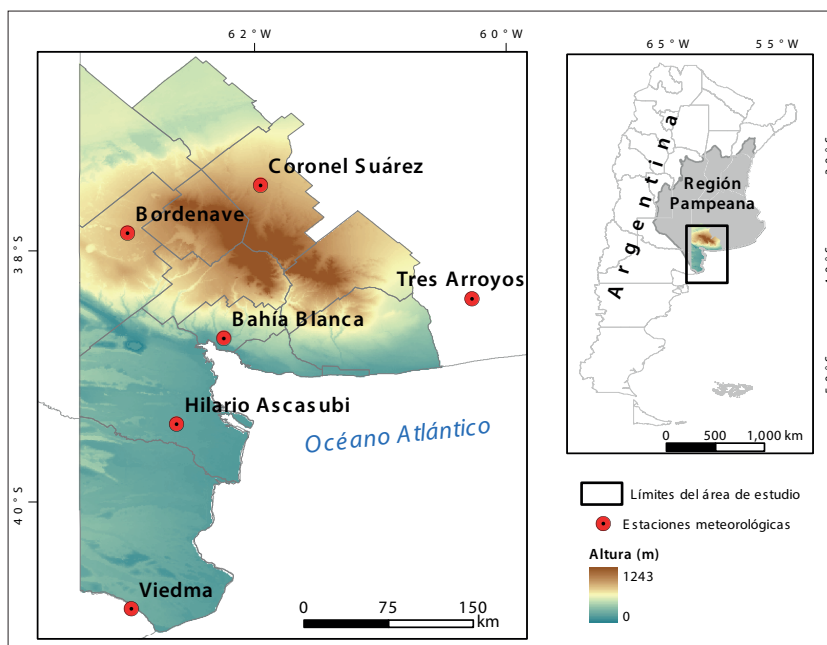 62°W
60°W
38°S
40°S
Coronel Suárez
Bordenave
Tres Arroyos
Bahía Blanca
Hilario Ascasubi
Océano Atlántico
Viedma
0 75 150
km
65°W 55°W
Argentina
Región
Pampeana
0 500 1,000 km
Límites del área de estudio
Estaciones meteorológicas
Altura (m)
1243
0